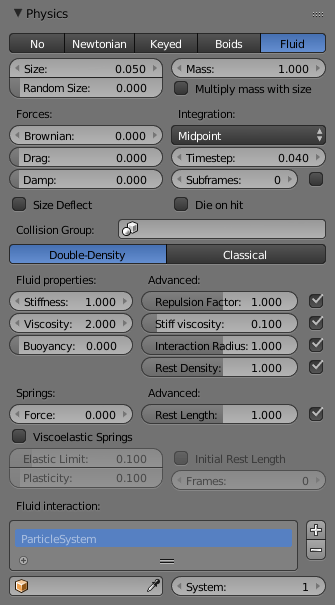 Physics
No Newtonian Keyed Boids Fluid
Size: 0.050 Mass: 1.000
Random Size: 0.000 Multiply mass with size
Forces: Integration:
Brownian: 0.000 Midpoint
Drag: 0.000 Timestep: 0.040
Damp: 0.000 Subframes: 0
Size Deflect Die on hit
Collision Group:
Double-Density Classical
Fluid properties: Advanced:
Stiffness: 1.000 Repulsion Factor: 1.000
Viscosity: 2.000 Stiff viscosity: 0.100
Buoyancy: 0.000 Interaction Radius: 1.000
Rest Density: 1.000
Springs: Advanced:
Force: 0.000 Rest Length: 1.000
Viscoelastic Springs
Elastic Limit: 0.100 Initial Rest Length
Plasticity: 0.100 Frames: 0
Fluid interaction:
ParticleSystem
System: 1